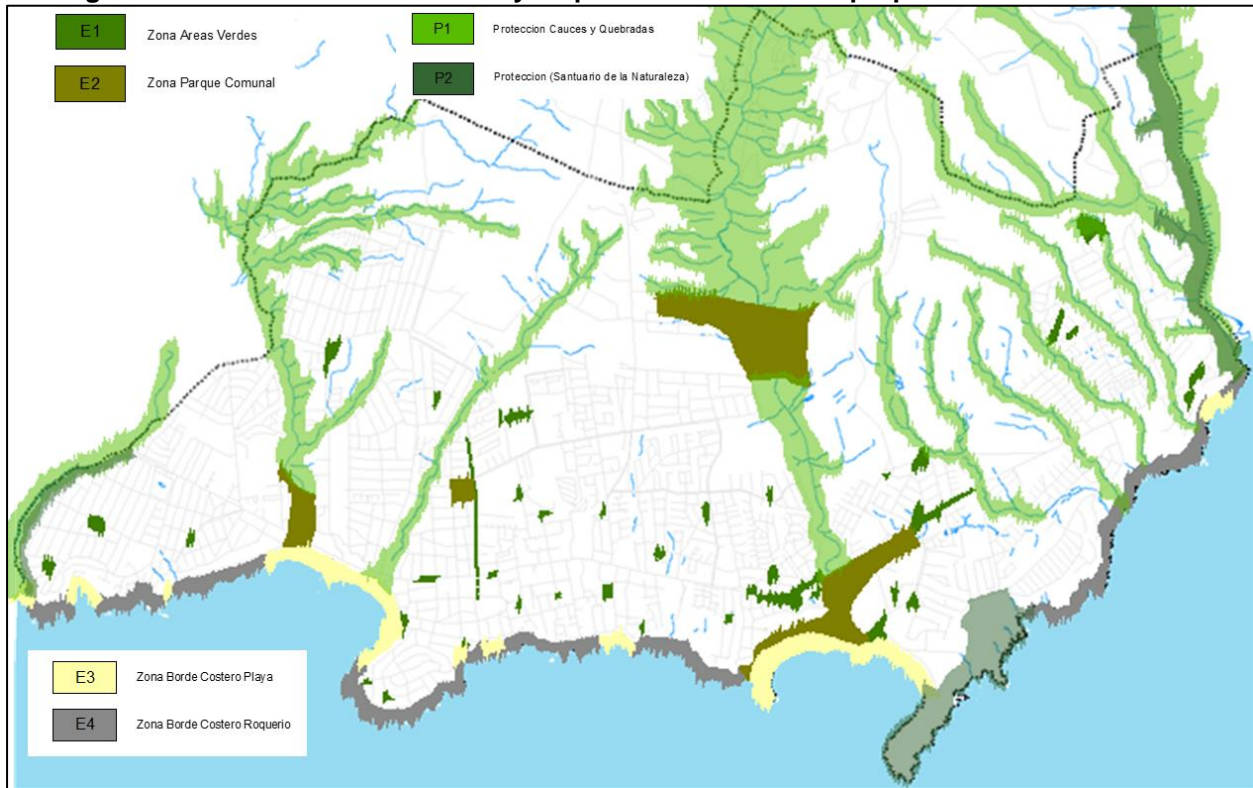 E1 Zona Areas Verdes
E2 Zona Parque Comunal
P1 Proteccion Cauces y Quebradas
P2 Proteccion (Santuario de la Naturaleza)
E3 Zona Borde Costero Playa
E4 Zona Borde Costero Roquerio